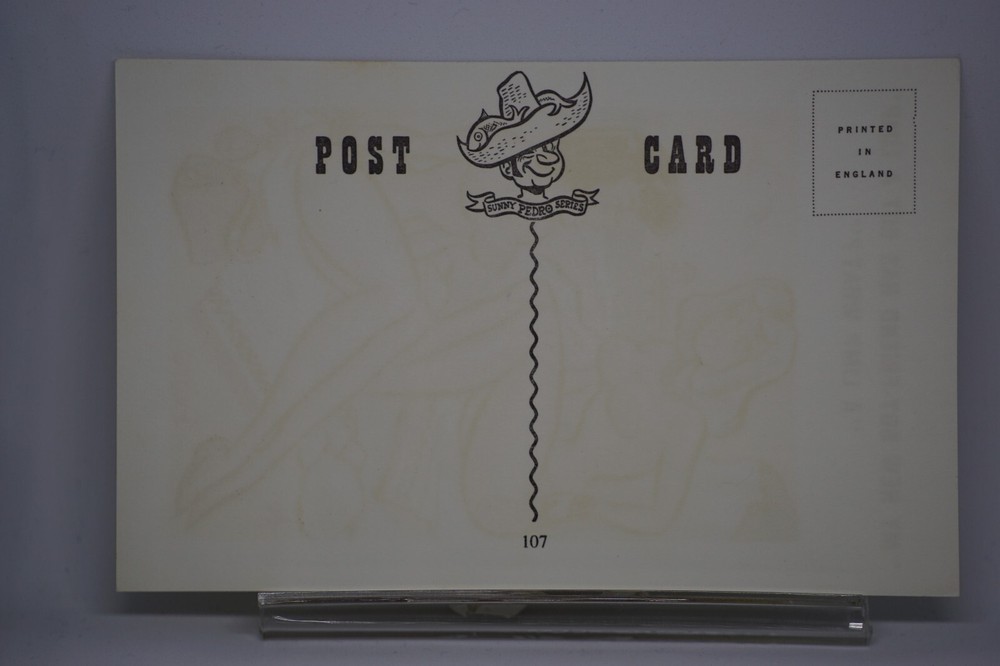 POST CARD
PRINTED
IN
ENGLAND
SUNNY PEDRO SERIES
107